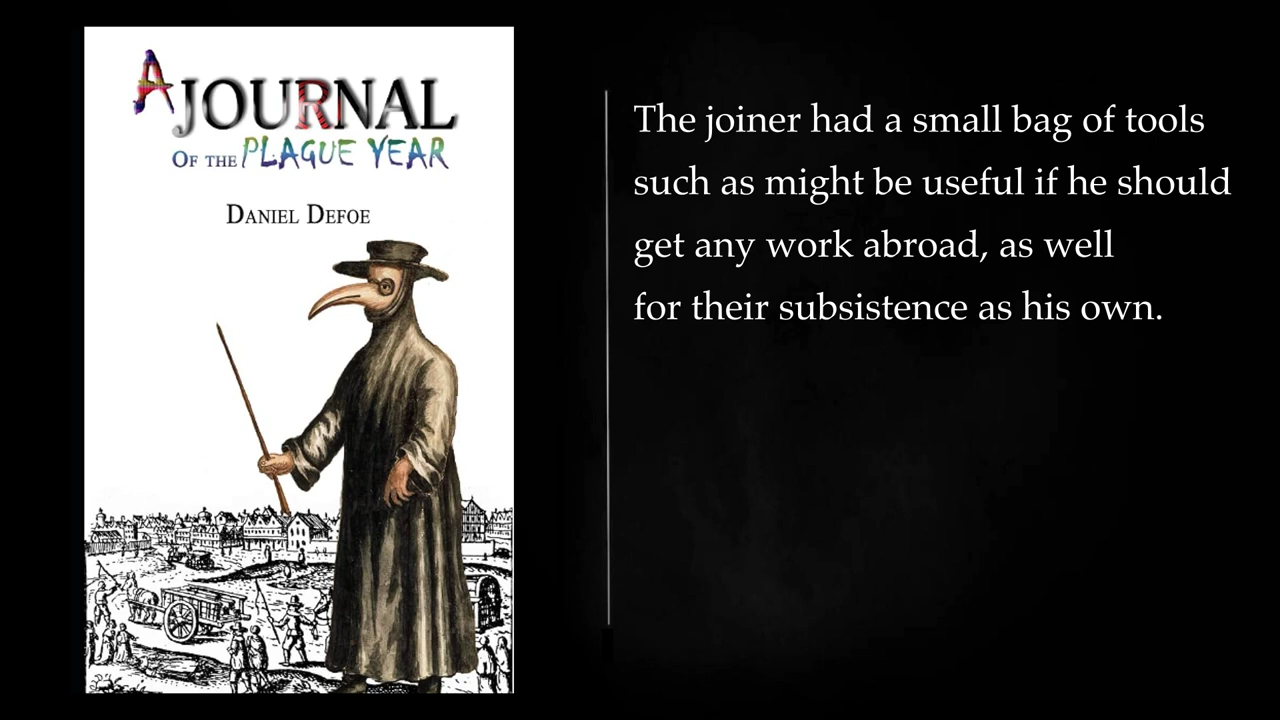 A JOURNAL
OF THE PLAGUE YEAR
DANIEL DEFOE
The joiner had a small bag of tools
such as might be useful if he should
get any work abroad, as well
for their subsistence as his own.